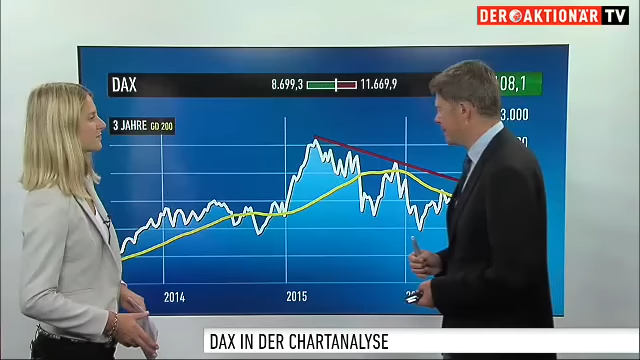 DER AKTIONÄR TV
DAX
8.699,3
11.669,9
08,1
3 JAHRE GD 200
3.000
2014
2015
DAX IN DER CHARTANALYSE